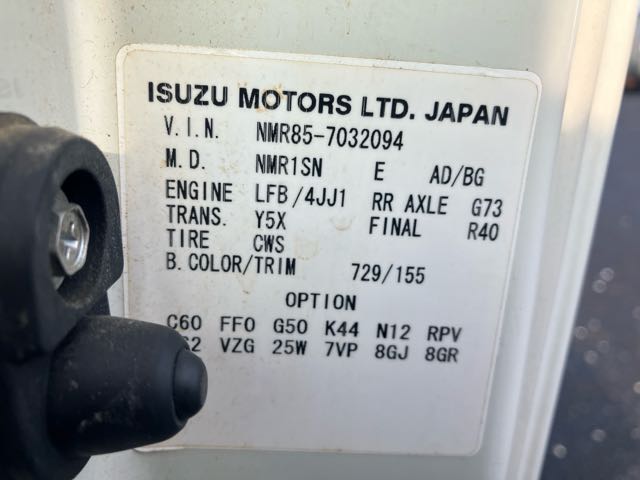 ISUZU MOTORS LTD. JAPAN
V.I.N. NMR85-7032094
M.D. NMR1SN E AD/BG
ENGINE LFB/4JJ1 RR AXLE G73
TRANS. Y5X FINAL R40
TIRE CWS
B.COLOR/TRIM 729/155
OPTION
C60 FF0 G50 K44 N12 RPV
VZG 25W 7VP 8GJ 8GR